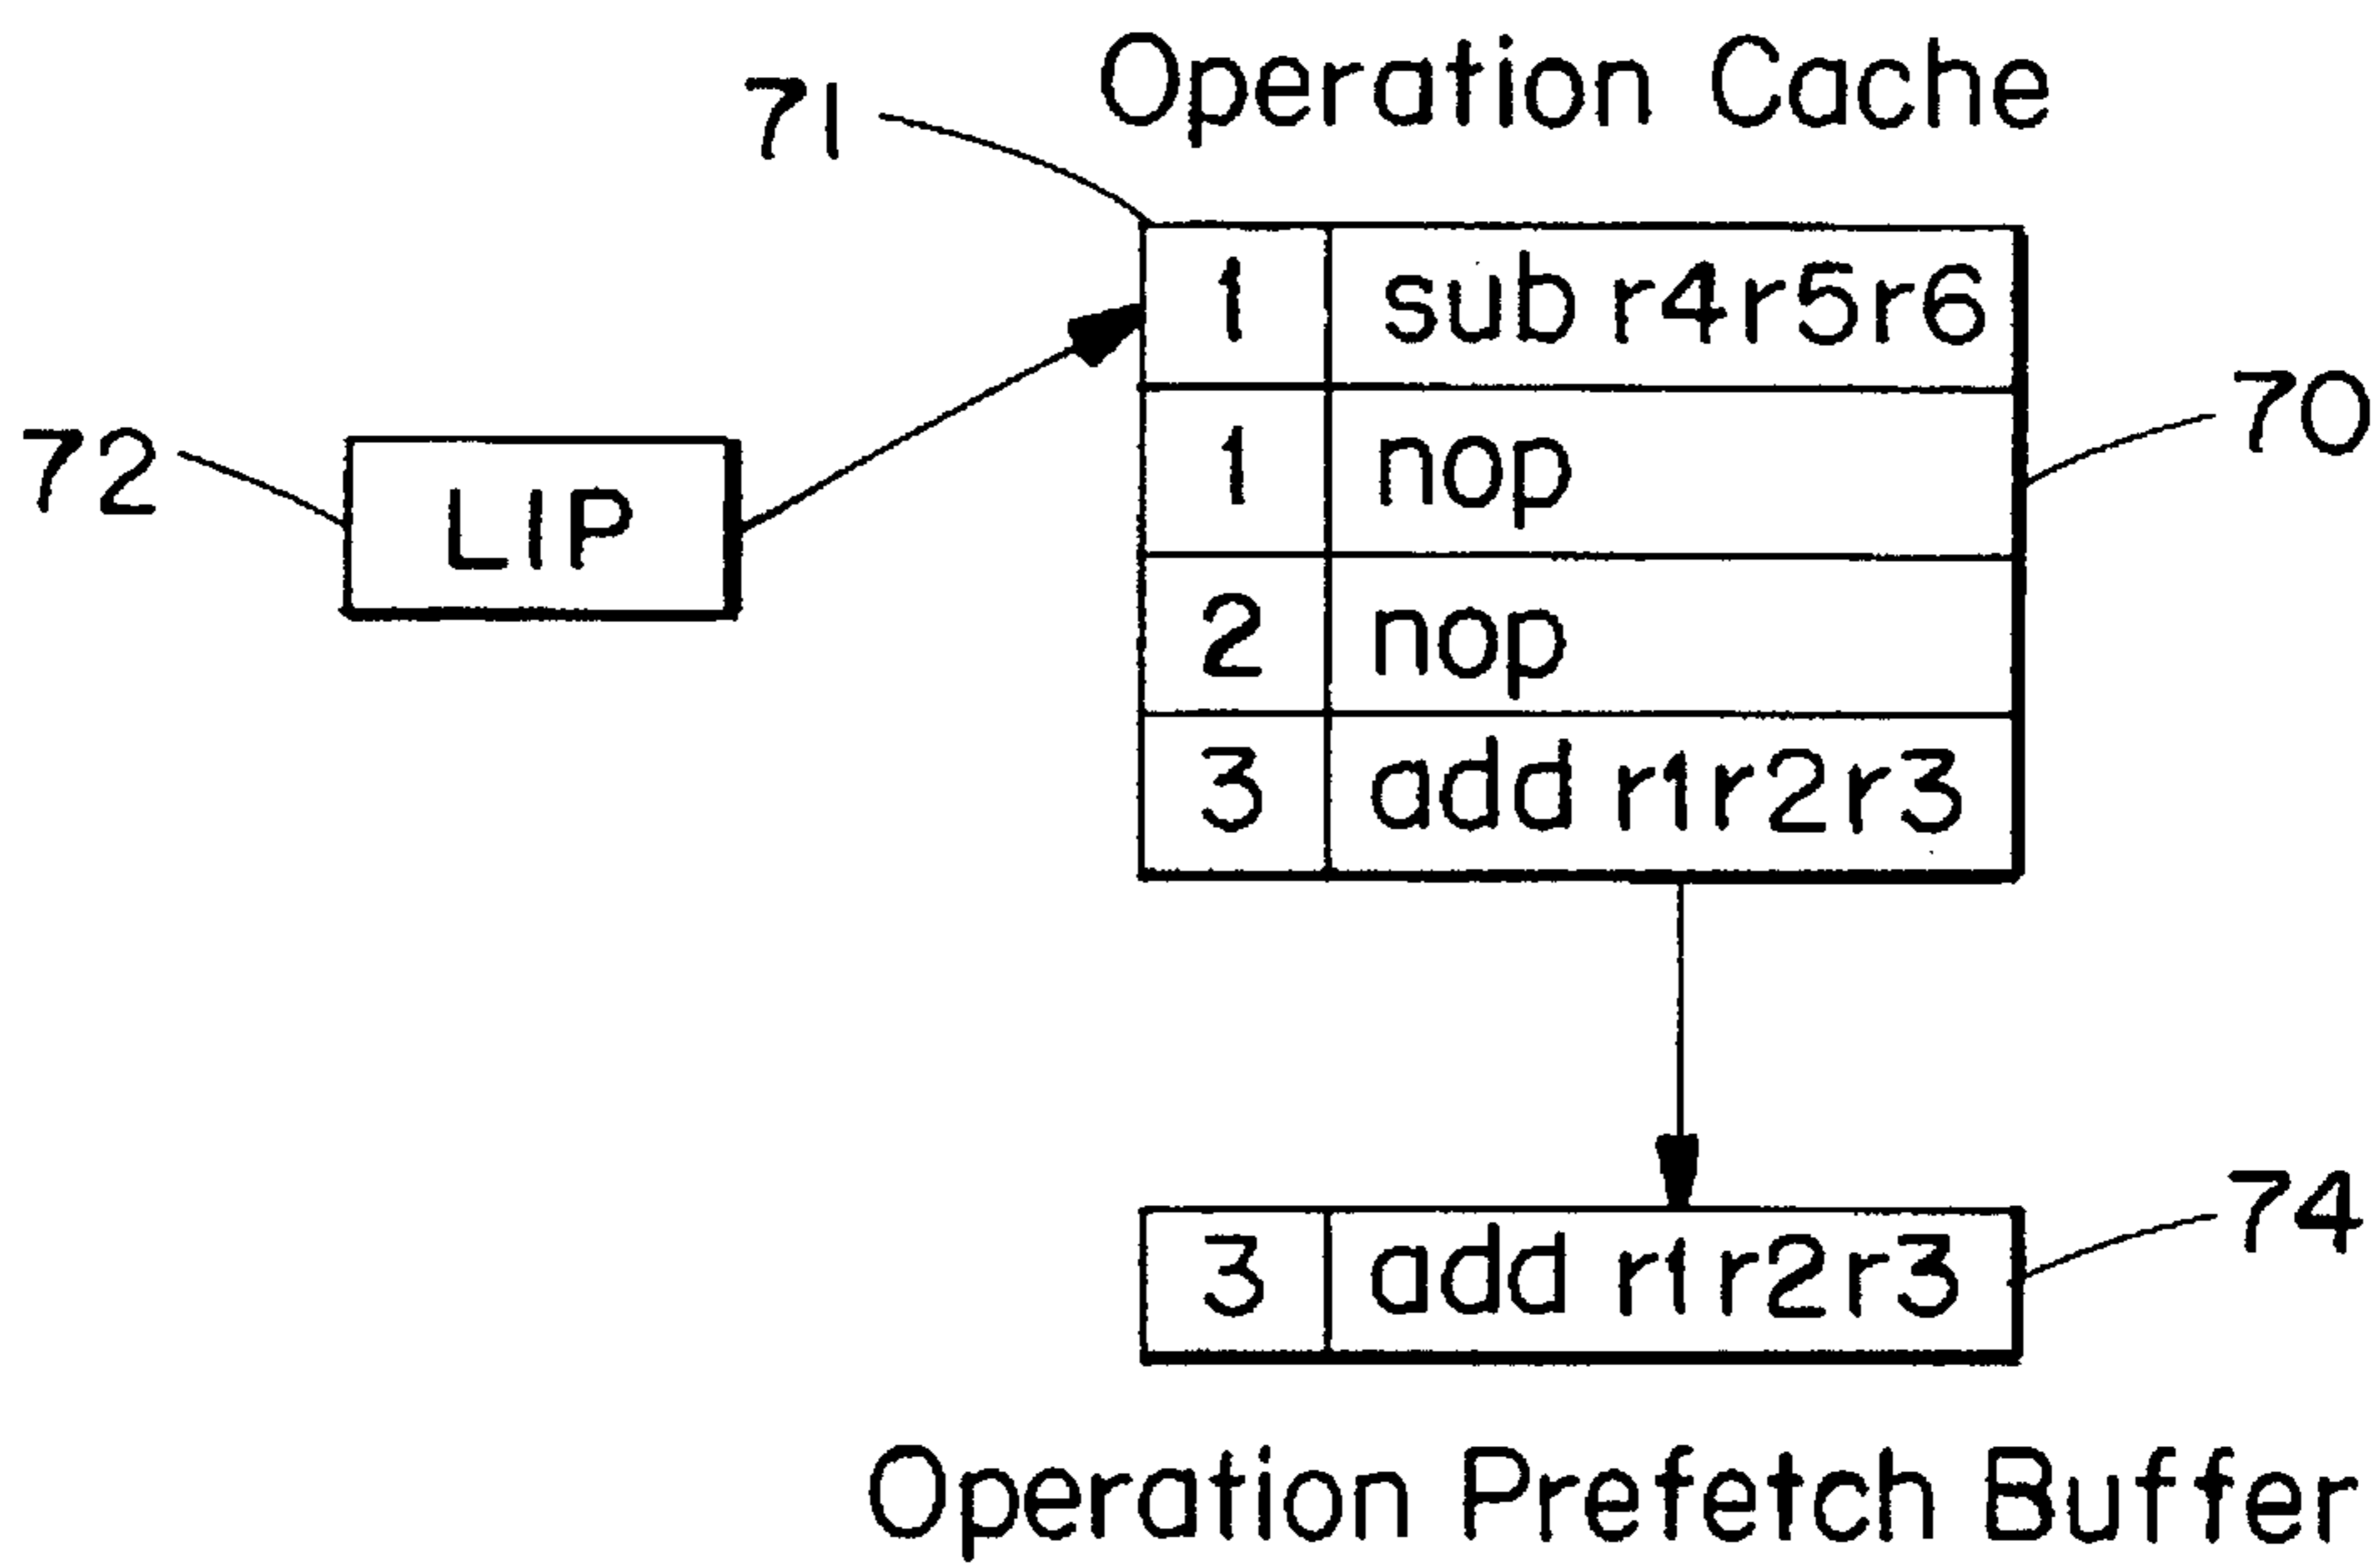 Operation Cache
71
1 sub r4r5r6
70
1 nop
72
LIP
2 nop
3 add r1r2r3
74
3 add r1r2r3
Operation Prefetch Buffer